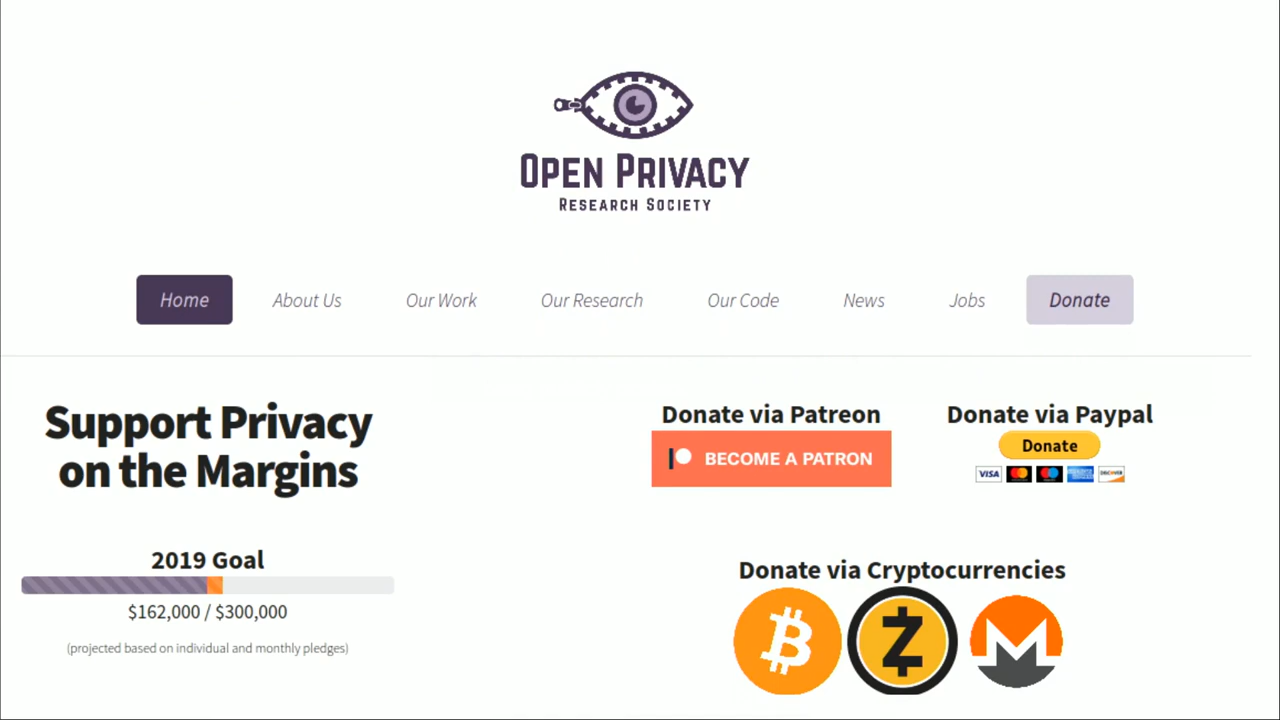 OPEN PRIVACY
RESEARCH SOCIETY
Home About Us Our Work Our Research Our Code News Jobs Donate
Support Privacy
on the Margins
Donate via Patreon
BECOME A PATRON
Donate via Paypal
Donate
VISA
DISCOVER
2019 Goal
$162,000 / $300,000
(projected based on individual and monthly pledges)
Donate via Cryptocurrencies